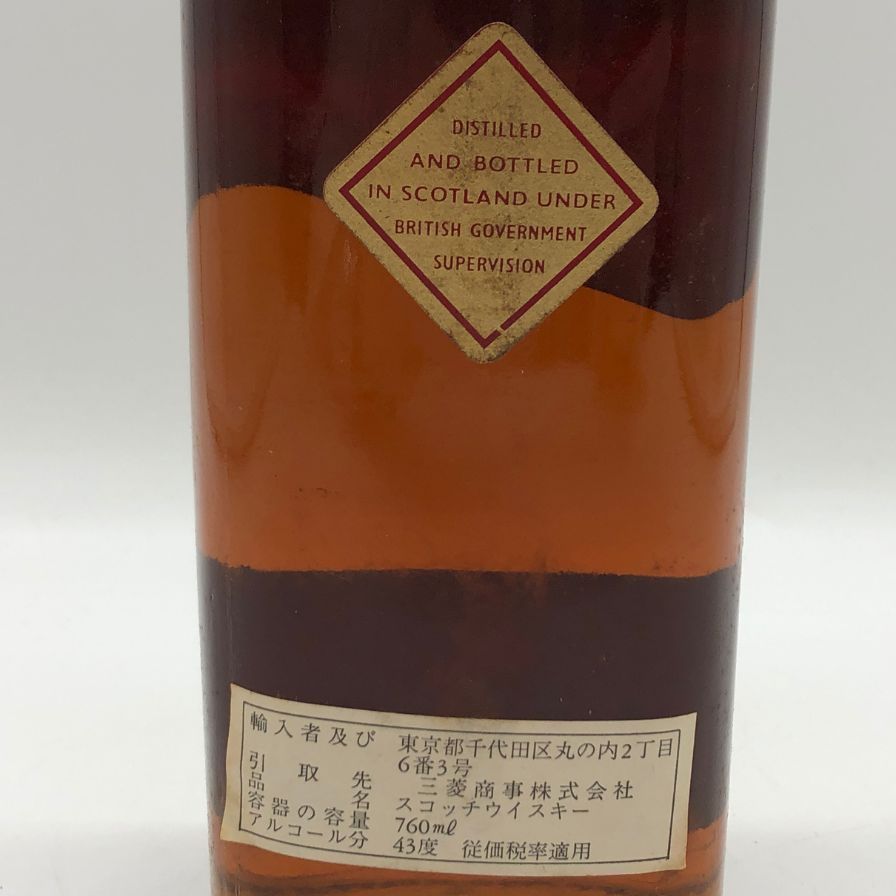 DISTILLED
AND BOTTLED
IN SCOTLAND UNDER
BRITISH GOVERNMENT
SUPERVISION
輸入者及び 東京都千代田区丸の内2丁目
6番3号
引取先 三菱商事株式会社
品名 スコッチウイスキー
容器の容量 760ml
アルコール分 43度 従価税率適用